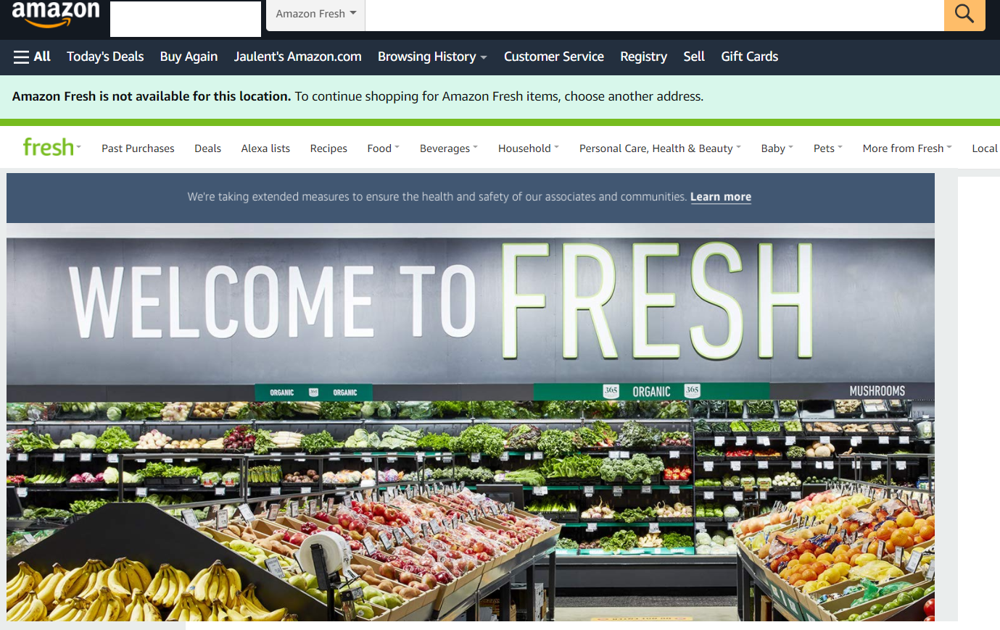 amazon
Amazon Fresh
All Today's Deals Buy Again Jaulent's Amazon.com Browsing History Customer Service Registry Sell Gift Cards
Amazon Fresh is not available for this location. To continue shopping for Amazon Fresh items, choose another address.
fresh Past Purchases Deals Alexa lists Recipes Food Beverages Household Personal Care, Health & Beauty Baby Pets More from Fresh Local
We're taking extended measures to ensure the health and safety of our associates and communities. Learn more
WELCOME TO FRESH
ORGANIC 365 ORGANIC 365 ORGANIC 365 MUSHROOMS